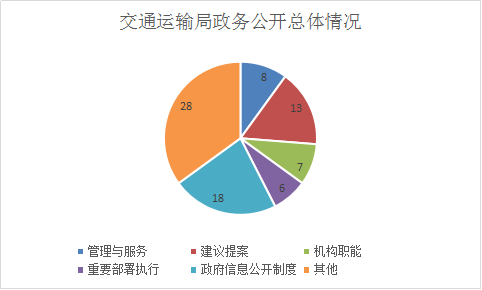 交通运输局政务公开总体情况
8
13
7
6
18
28
管理与服务 建议提案 机构职能
重要部署执行 政府信息公开制度 其他